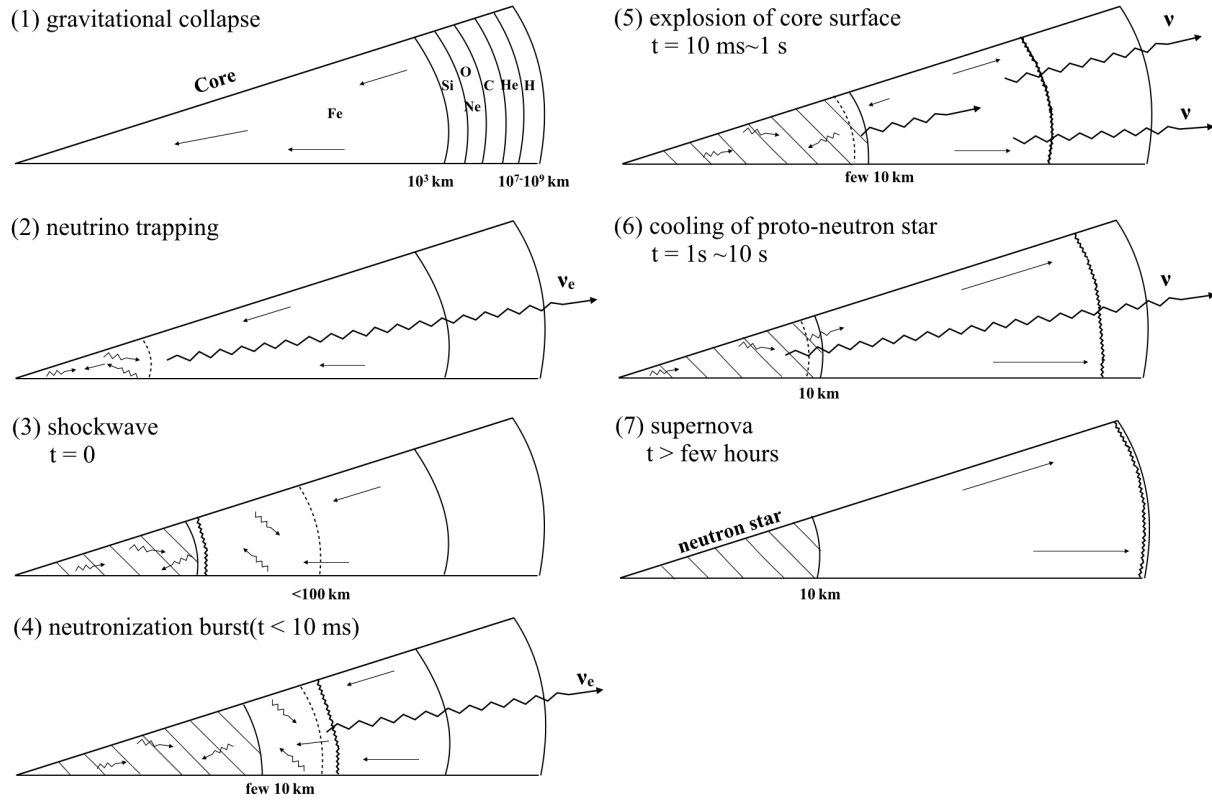 (1) gravitational collapse
Core
Fe
Si
O
Ne
C
He
H
10³ km
10⁷-10⁹ km
(2) neutrino trapping
νe
(3) shockwave
t = 0
<100 km
(4) neutronization burst(t < 10 ms)
νe
few 10 km
(5) explosion of core surface
t = 10 ms~1 s
ν
ν
few 10 km
(6) cooling of proto-neutron star
t = 1s ~10 s
ν
10 km
(7) supernova
t > few hours
neutron star
10 km